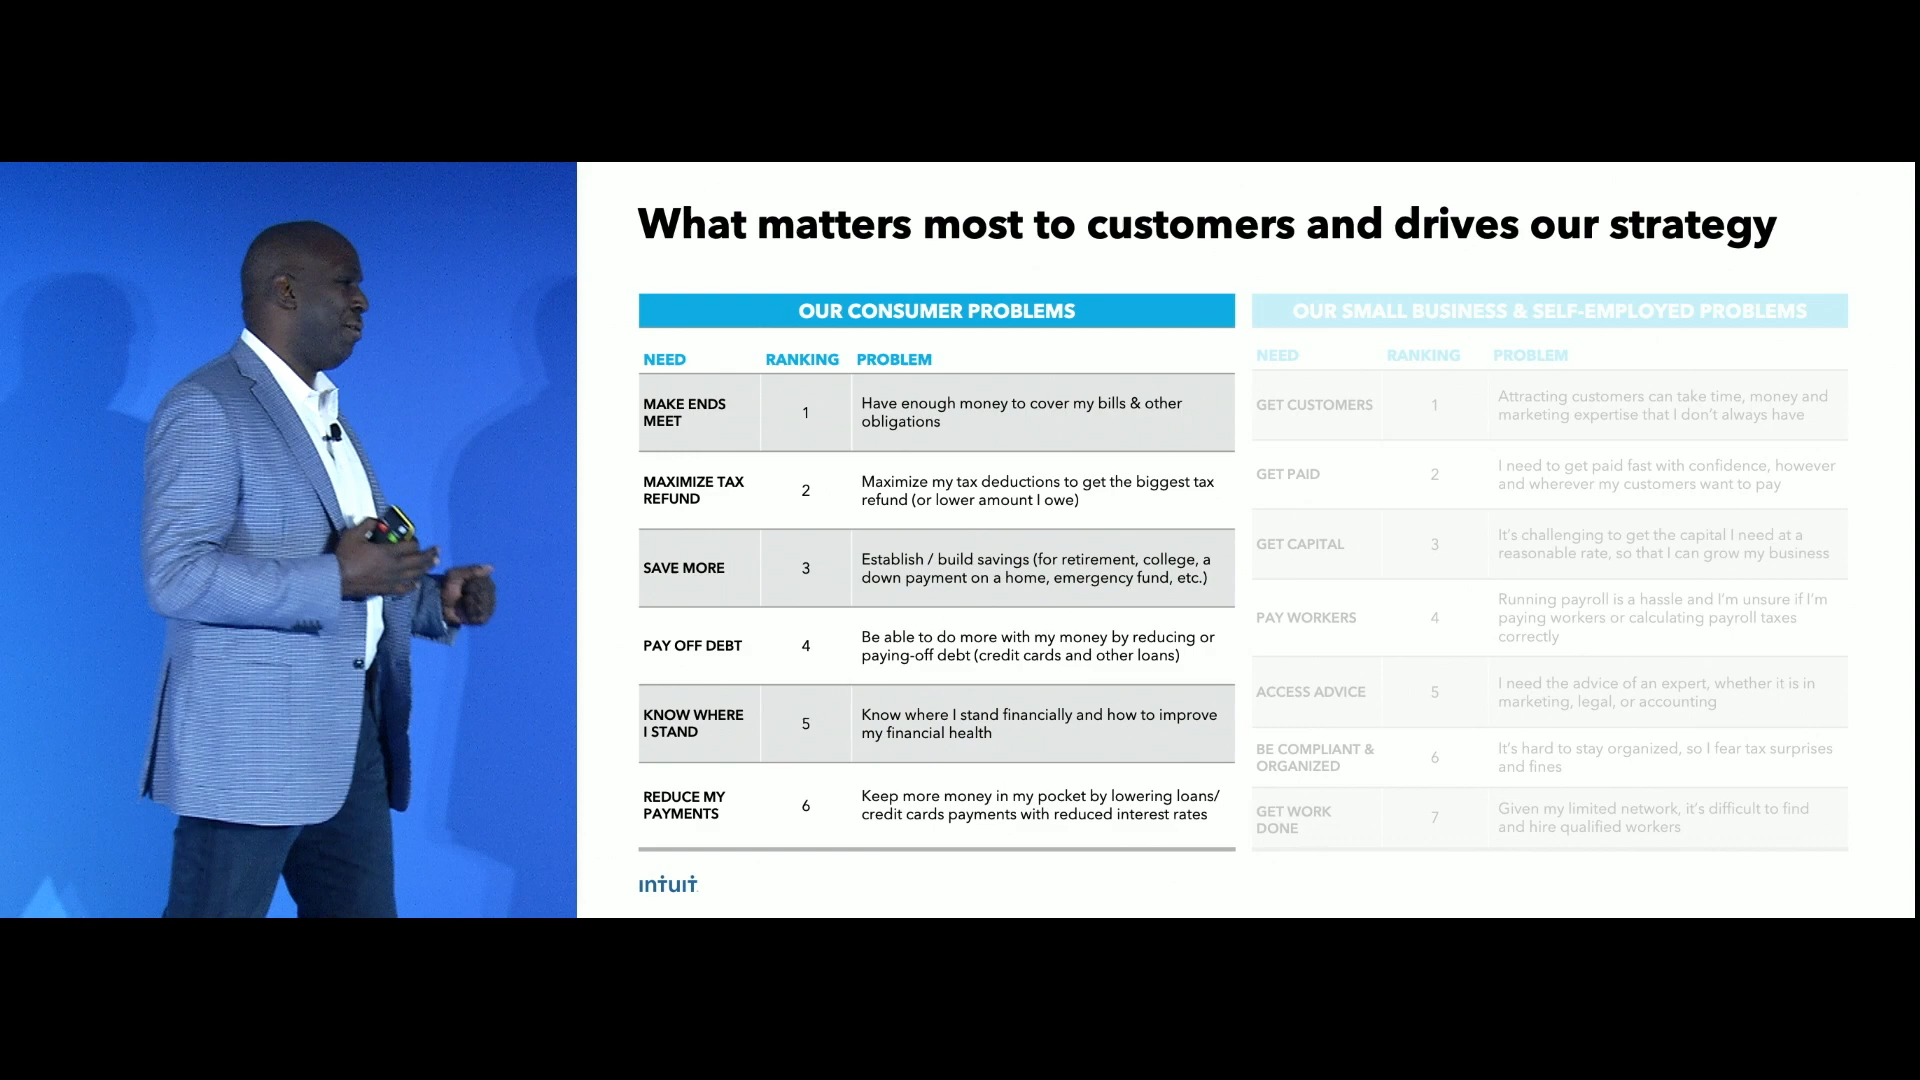 What matters most to customers and drives our strategy
OUR CONSUMER PROBLEMS
NEED RANKING PROBLEM
MAKE ENDS
MEET
1
Have enough money to cover my bills & other
obligations
MAXIMIZE TAX
REFUND
2
Maximize my tax deductions to get the biggest tax
refund (or lower amount I owe)
SAVE MORE
3
Establish / build savings (for retirement, college, a
down payment on a home, emergency fund, etc.)
PAY OFF DEBT
4
Be able to do more with my money by reducing or
paying-off debt (credit cards and other loans)
KNOW WHERE
I STAND
5
Know where I stand financially and how to improve
my financial health
REDUCE MY
PAYMENTS
6
Keep more money in my pocket by lowering loans/
credit cards payments with reduced interest rates
OUR SMALL BUSINESS & SELF-EMPLOYED PROBLEMS
NEED RANKING PROBLEM
GET CUSTOMERS
1
Attracting customers can take time, money and
marketing expertise that I don't always have
GET PAID
2
I need to get paid fast with confidence, however
and wherever my customers want to pay
GET CAPITAL
3
It's challenging to get the capital I need at a
reasonable rate, so that I can grow my business
PAY WORKERS
4
Running payroll is a hassle and I'm unsure if I'm
paying workers or calculating payroll taxes
correctly
ACCESS ADVICE
5
I need the advice of an expert, whether it is in
marketing, legal, or accounting
BE COMPLIANT &
ORGANIZED
6
It's hard to stay organized, so I fear tax surprises
and fines
GET WORK
DONE
7
Given my limited network, it's difficult to find
and hire qualified workers
intuit